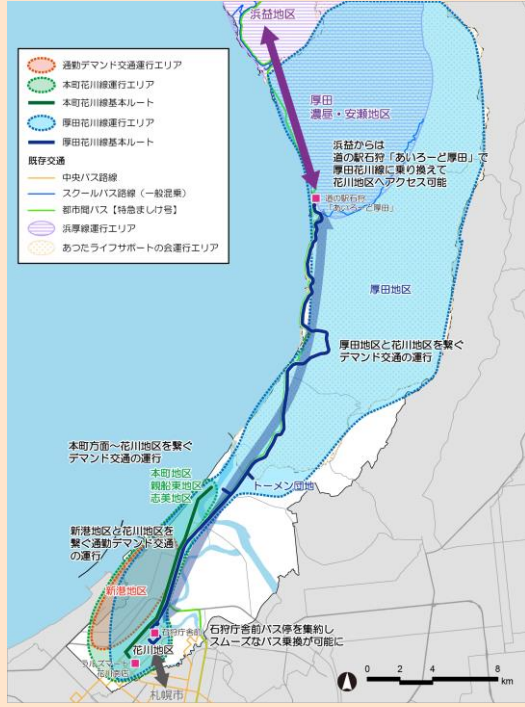 浜益地区
通勤デマンド交通運行エリア
本町花川線運行エリア
本町花川線基本ルート
厚田花川線運行エリア
厚田花川線基本ルート
既存交通
中央バス路線
スクールバス路線（一般混乗）
都市間バス【特急ましけ号】
浜厚線運行エリア
あつたライフサポートの会運行エリア
厚田
濃昼・安瀬地区
浜益からは
道の駅石狩「あいろーど厚田」で
厚田花川線に乗り換えて
花川地区へアクセス可能
道の駅石狩
「あいろーど厚田」
厚田地区
厚田地区と花川地区を繋ぐ
デマンド交通の運行
本町方面～花川地区を繋ぐ
デマンド交通の運行
本町地区
親船東地区
志美地区
トーメン団地
新港地区と花川地区を
繋ぐ通勤デマンド交通
の運行
新港地区
石狩庁舎前
石狩庁舎前バス停を集約し
スムーズなバス乗換が可能に
花川地区
札幌市
0 2 4 8
km